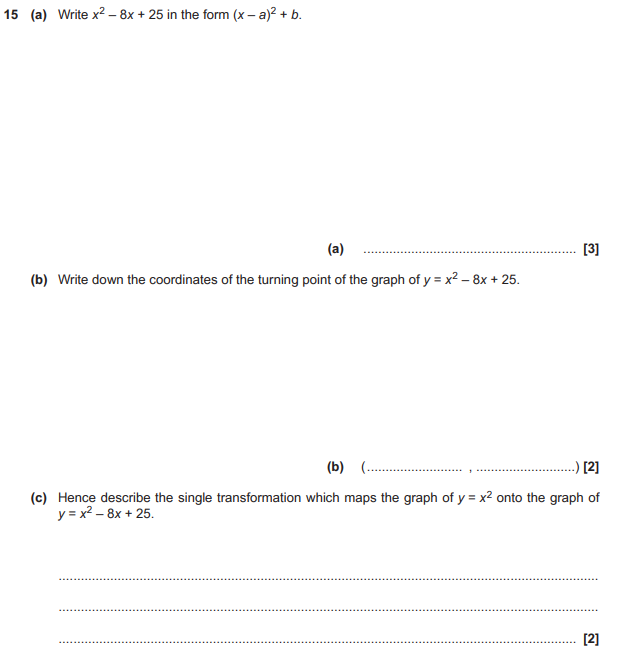 15 (a) Write x² – 8x + 25 in the form (x – a)² + b.
(a) .......................................................... [3]
(b) Write down the coordinates of the turning point of the graph of y = x² – 8x + 25.
(b) (.......................... , ...........................) [2]
(c) Hence describe the single transformation which maps the graph of y = x² onto the graph of
y = x² – 8x + 25.
....................................................................................................................................................
....................................................................................................................................................
.............................................................................................................................................. [2]